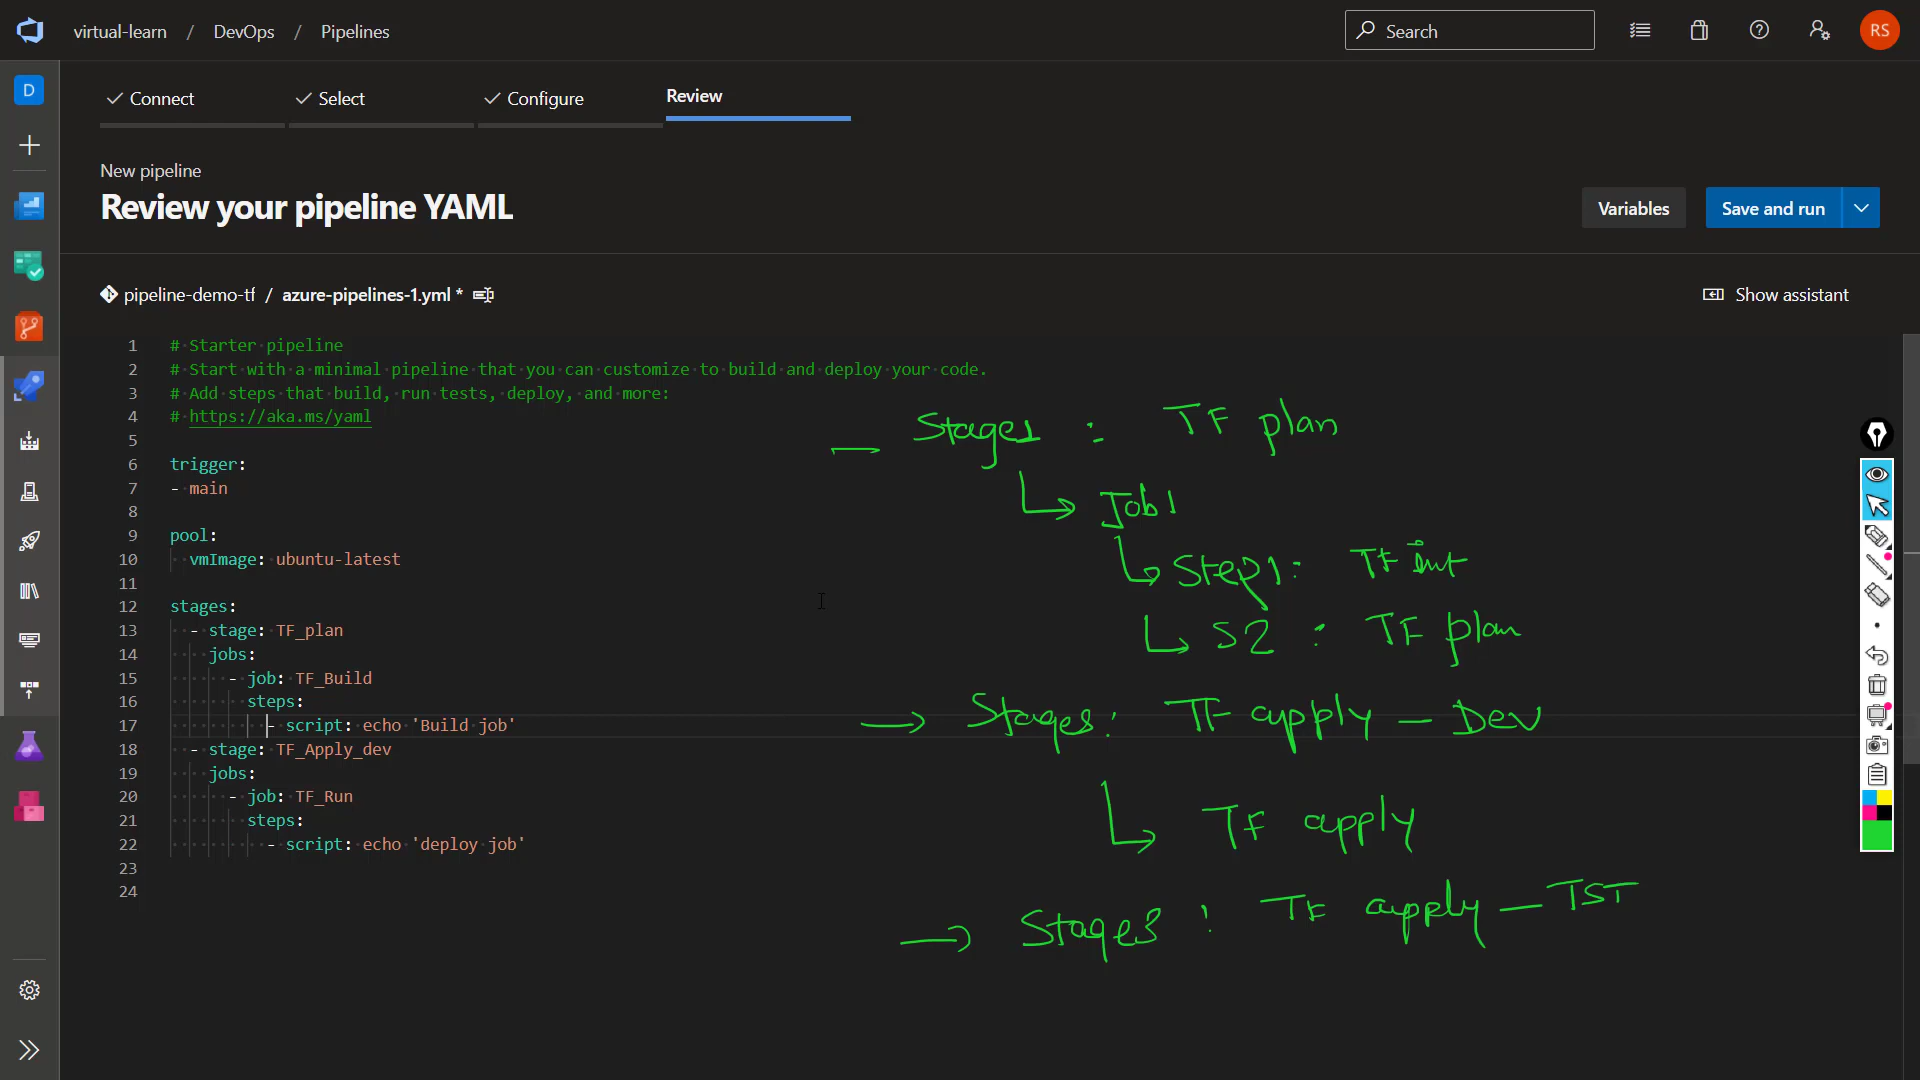 virtual-learn / DevOps / Pipelines
Search
RS
D
Connect
Select
Configure
Review
New pipeline
Review your pipeline YAML
Variables
Save and run
pipeline-demo-tf / azure-pipelines-1.yml *
Show assistant
1 # Starter pipeline
2 # Start with a minimal pipeline that you can customize to build and deploy your code.
3 # Add steps that build, run tests, deploy, and more:
4 # https://aka.ms/yaml
5
6 trigger:
7 - main
8
9 pool:
10 vmImage: ubuntu-latest
11
12 stages:
13 - stage: TF_plan
14 jobs:
15 - job: TF_Build
16 steps:
17 - script: echo 'Build job'
18 - stage: TF_Apply_dev
19 jobs:
20 - job: TF_Run
21 steps:
22 - script: echo 'deploy job'
23
24
— Stage1 : TF plan
Job1
Step1: TF
S2 : TF plan
: TF apply — Dev
TF apply
Stage3 : TF apply — TST